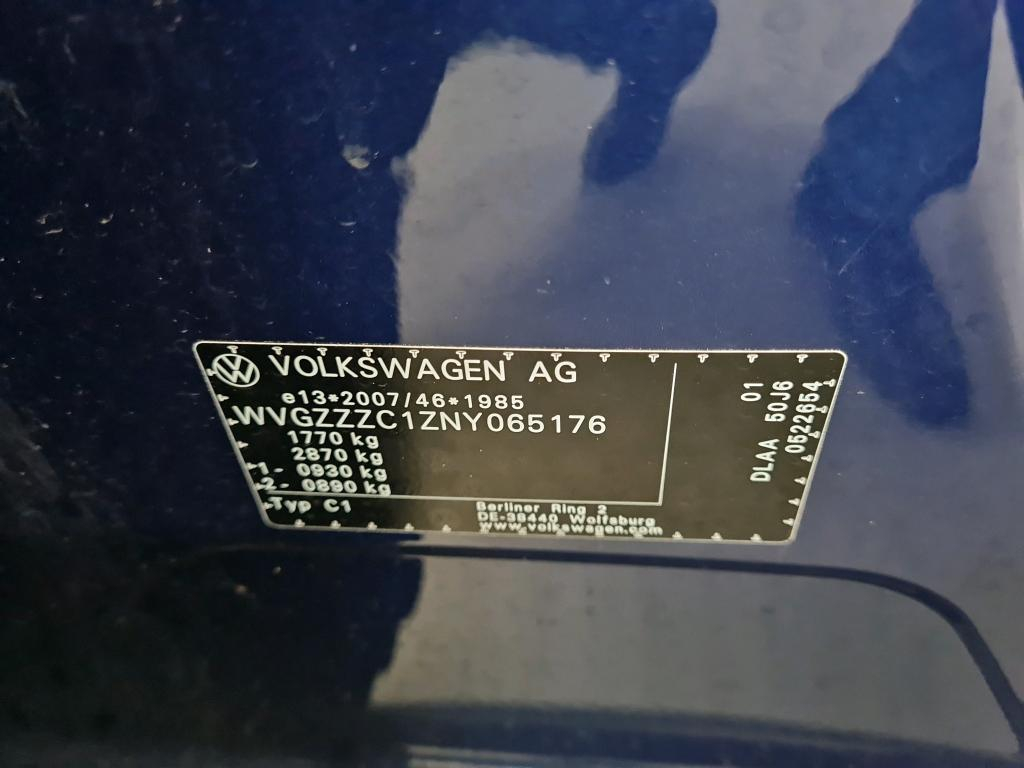 VOLKSWAGEN AG
e13*2007/46*1985
WVGZZZC1ZNY065176
1770 kg
2870 kg
1- 0930 kg
2- 0890 kg
Typ C1
Berliner Ring 2
DE-38440 Wolfsburg
www.volkswagen.com
01
DLAA 50J6
0522654